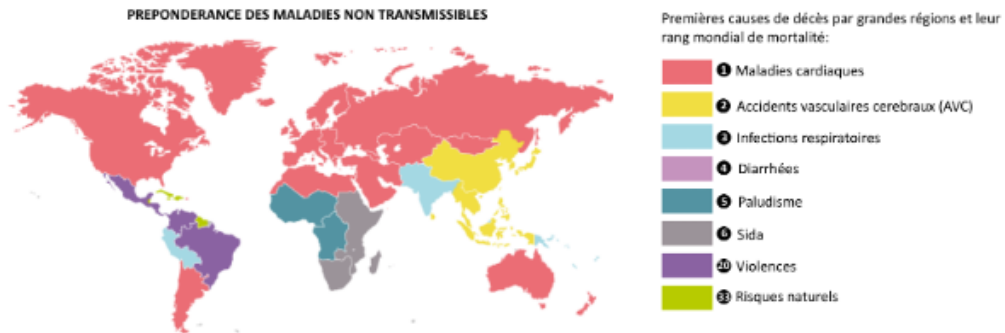 PREPONDERANCE DES MALADIES NON TRANSMISSIBLES
Premières causes de décès par grandes régions et leur
rang mondial de mortalité:
1 Maladies cardiaques
2 Accidents vasculaires cerebraux (AVC)
3 Infections respiratoires
4 Diarrhées
5 Paludisme
6 Sida
20 Violences
33 Risques naturels